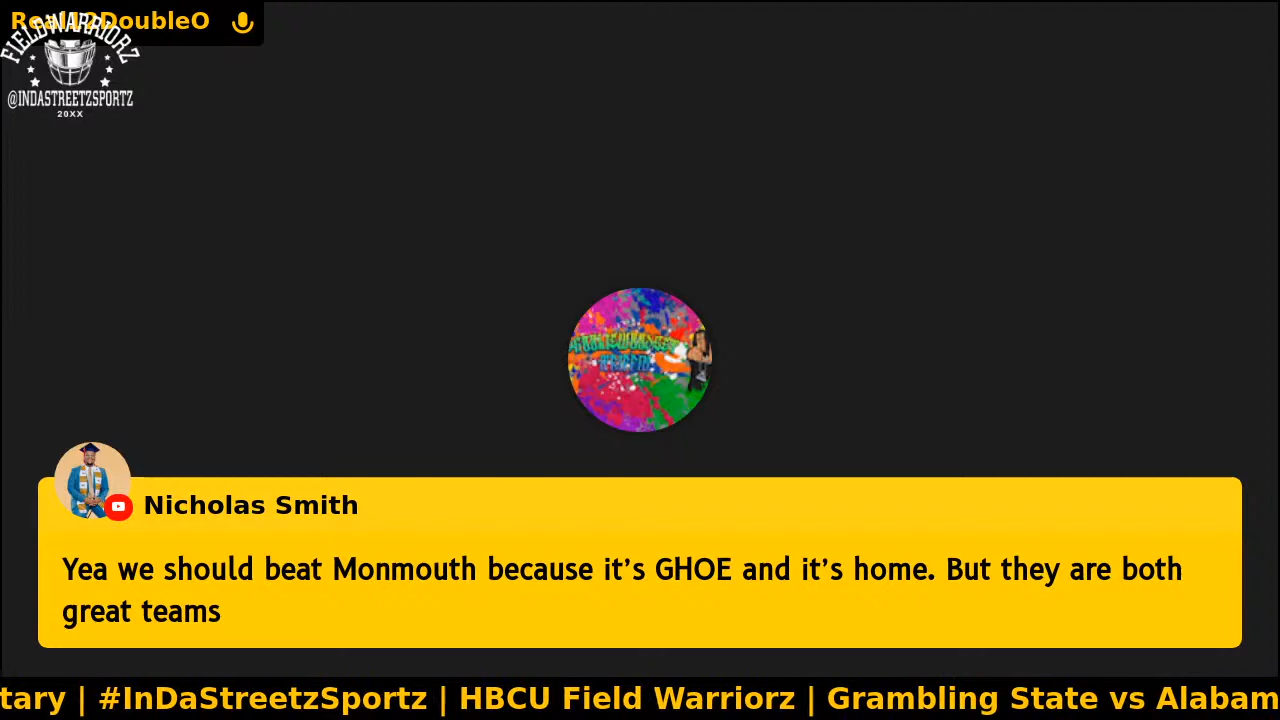 FIELDWARRIORZ
@INDASTREETZSPORTZ
20XX
Nicholas Smith
Yea we should beat Monmouth because it’s GHOE and it’s home. But they are both
great teams
tary | #InDaStreetzSportz | HBCU Field Warriorz | Grambling State vs Alabam